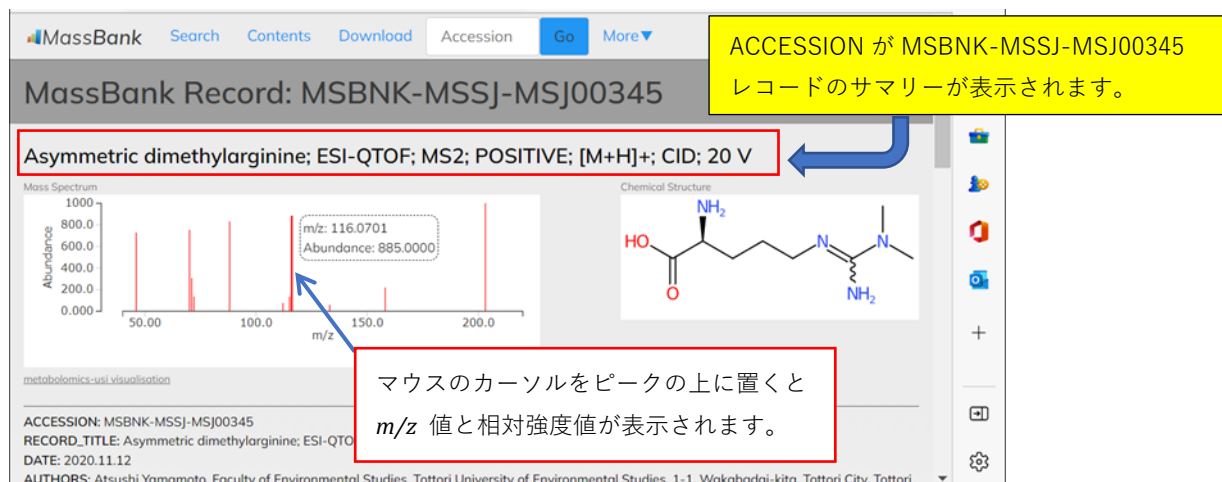 MassBank Search Contents Download Accession Go More▼
ACCESSION が MSBNK-MSSJ-MSJ00345
レコードのサマリーが表示されます。
MassBank Record: MSBNK-MSSJ-MSJ00345
Asymmetric dimethylarginine; ESI-QTOF; MS2; POSITIVE; [M+H]+; CID; 20 V
Mass Spectrum
1000
800.0
600.0
400.0
200.0
0.000
Abundance
50.00 100.0 150.0 200.0
m/z
m/z: 116.0701
Abundance: 885.0000
Chemical Structure
NH2
HO
O
N
N
NH2
マウスのカーソルをピークの上に置くと
m/z 値と相対強度値が表示されます。
metabolomics-usi visualisation
ACCESSION: MSBNK-MSSJ-MSJ00345
RECORD_TITLE: Asymmetric dimethylarginine; ESI-QTO
DATE: 2020.11.12
AUTHORS: Atsushi Yamamoto, Faculty of Environmental Studies, Tottori University of Environmental Studies, 1-1, Wakabadai-kita, Tottori City, Tottori